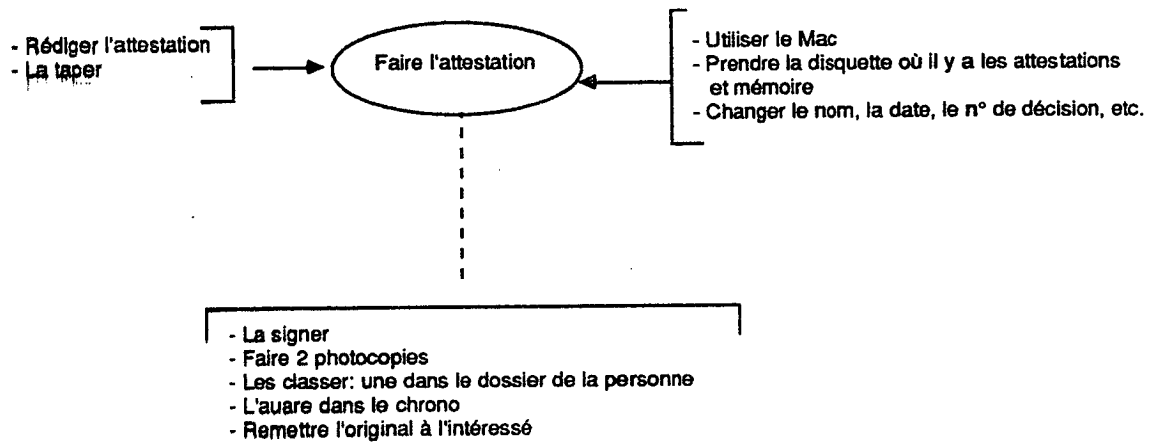 - Rédiger l'attestation
- La taper
Faire l'attestation
- Utiliser le Mac
- Prendre la disquette où il y a les attestations
et mémoire
- Changer le nom, la date, le n° de décision, etc.
- La signer
- Faire 2 photocopies
- Les classer: une dans le dossier de la personne
- L'auare dans le chrono
- Remettre l'original à l'intéressé